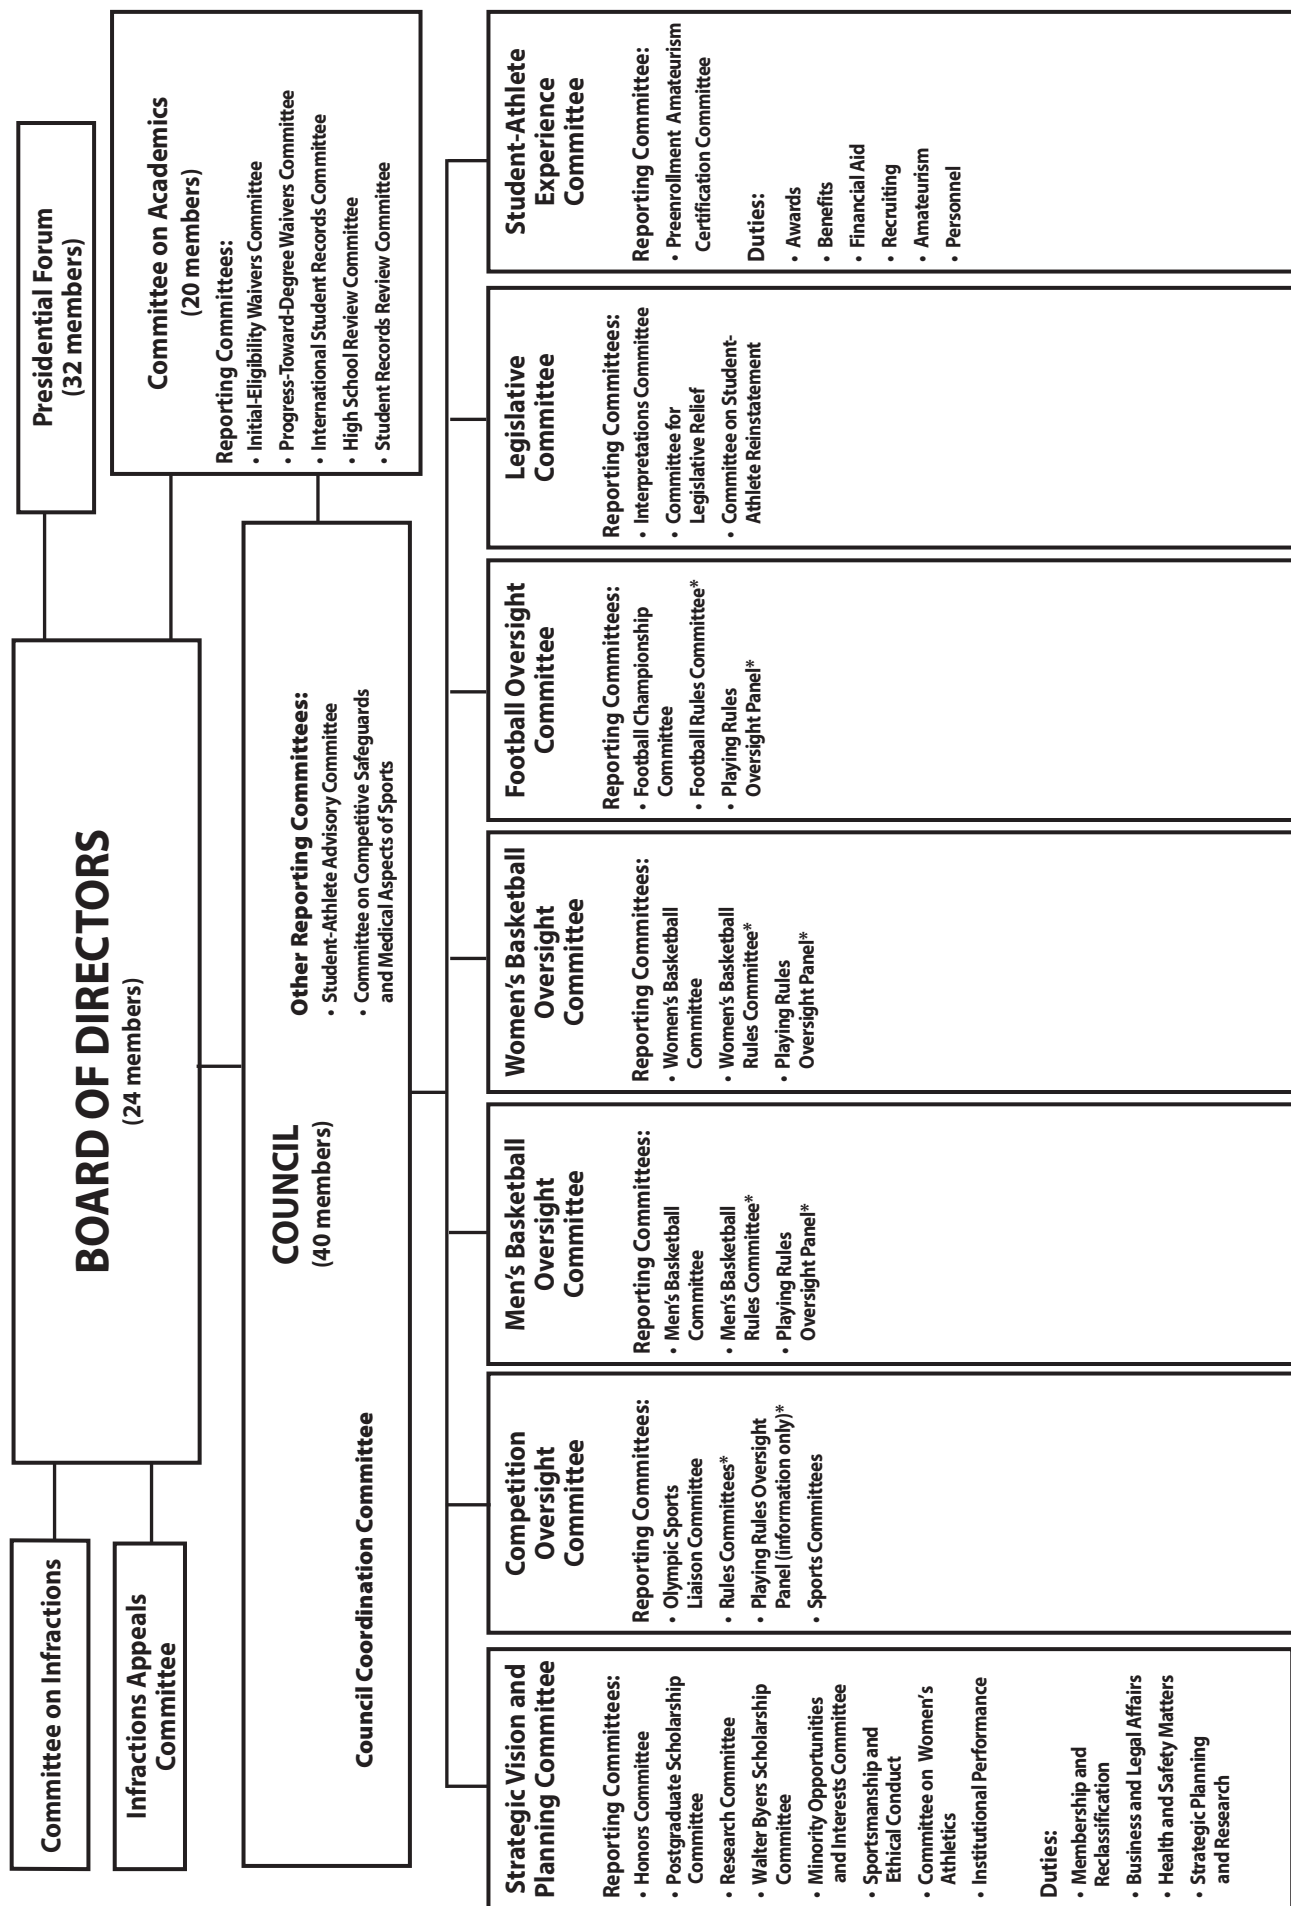 Committee on Infractions
Infractions Appeals
Committee
BOARD OF DIRECTORS
(24 members)
Presidential Forum
(32 members)
Committee on Academics
(20 members)
Reporting Committees:
• Initial-Eligibility Waivers Committee
• Progress-Toward-Degree Waivers Committee
• International Student Records Committee
• High School Review Committee
• Student Records Review Committee
COUNCIL
(40 members)
Council Coordination Committee
Other Reporting Committees:
• Student-Athlete Advisory Committee
• Committee on Competitive Safeguards
and Medical Aspects of Sports
Strategic Vision and
Planning Committee
Reporting Committees:
• Honors Committee
• Postgraduate Scholarship
Committee
• Research Committee
• Walter Byers Scholarship
Committee
• Minority Opportunities
and Interests Committee
• Sportsmanship and
Ethical Conduct
• Committee on Women's
Athletics
• Institutional Performance
Duties:
• Membership and
Reclassification
• Business and Legal Affairs
• Health and Safety Matters
• Strategic Planning
and Research
Competition
Oversight
Committee
Reporting Committees:
• Olympic Sports
Liaison Committee
• Rules Committees*
• Playing Rules Oversight
Panel (information only)*
• Sports Committees
Men's Basketball
Oversight
Committee
Reporting Committees:
• Men's Basketball
Committee
• Men's Basketball
Rules Committee*
• Playing Rules
Oversight Panel*
Women's Basketball
Oversight
Committee
Reporting Committees:
• Women's Basketball
Committee
• Women's Basketball
Rules Committee*
• Playing Rules
Oversight Panel*
Football Oversight
Committee
Reporting Committees:
• Football Championship
Committee
• Football Rules Committee*
• Playing Rules
Oversight Panel*
Legislative
Committee
Reporting Committees:
• Interpretations Committee
• Committee for
Legislative Relief
• Committee on Student-
Athlete Reinstatement
Student-Athlete
Experience
Committee
Reporting Committee:
• Preenrollment Amateurism
Certification Committee
Duties:
• Awards
• Benefits
• Financial Aid
• Recruiting
• Amateurism
• Personnel